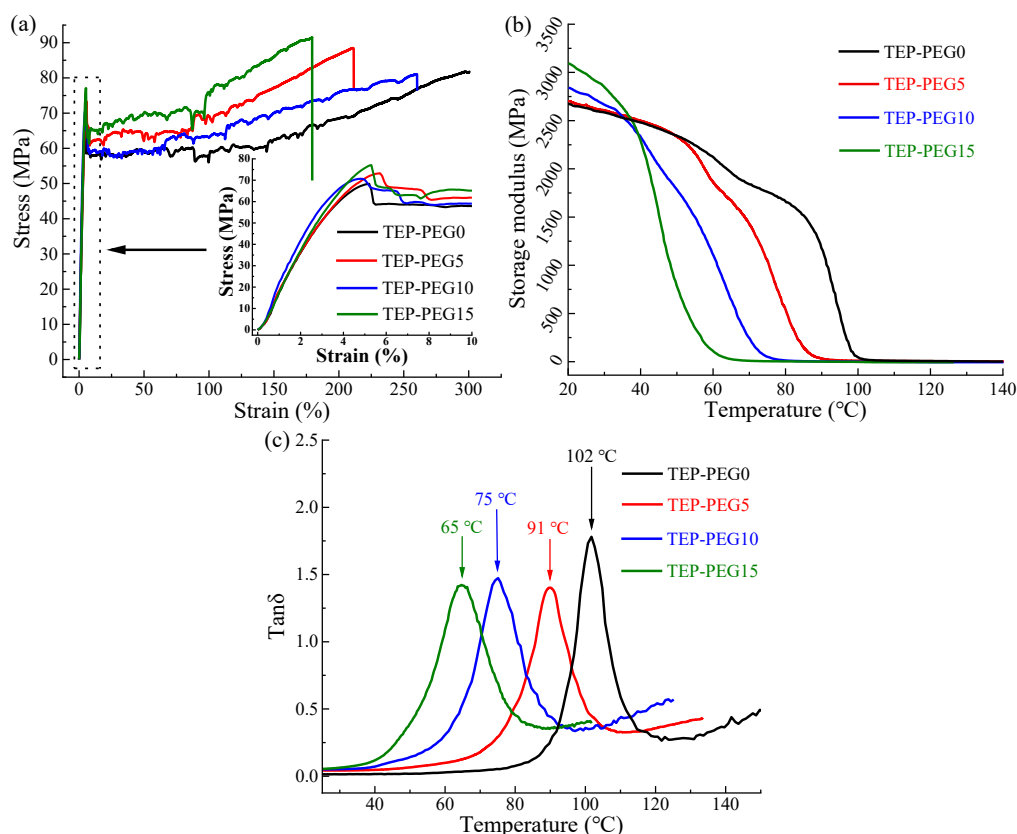 (a)
90
80
70
60
50
40
30
20
10
0
Stress (MPa)
0 50 100 150 200 250 300
Strain (%)
80
70
60
50
40
30
20
10
0
Stress (MPa)
TEP-PEG0
TEP-PEG5
TEP-PEG10
TEP-PEG15
0 2 4 6 8 10
Strain (%)
(b)
3500
3000
2500
2000
1500
1000
500
0
Storage modulus (MPa)
TEP-PEG0
TEP-PEG5
TEP-PEG10
TEP-PEG15
20 40 60 80 100 120 140
Temperature (℃)
(c)
2.5
2.0
1.5
1.0
0.5
0.0
Tanδ
65 ℃
75 ℃
91 ℃
102 ℃
TEP-PEG0
TEP-PEG5
TEP-PEG10
TEP-PEG15
40 60 80 100 120 140
Temperature (℃)